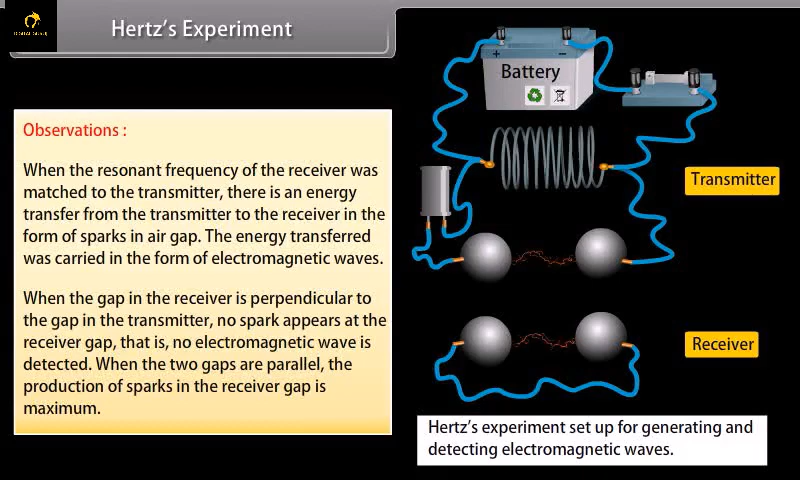 Hertz's Experiment
Observations :
When the resonant frequency of the receiver was
matched to the transmitter, there is an energy
transfer from the transmitter to the receiver in the
form of sparks in air gap. The energy transferred
was carried in the form of electromagnetic waves.
When the gap in the receiver is perpendicular to
the gap in the transmitter, no spark appears at the
receiver gap, that is, no electromagnetic wave is
detected. When the two gaps are parallel, the
production of sparks in the receiver gap is
maximum.
+ −
Battery
Transmitter
Receiver
Hertz's experiment set up for generating and
detecting electromagnetic waves.